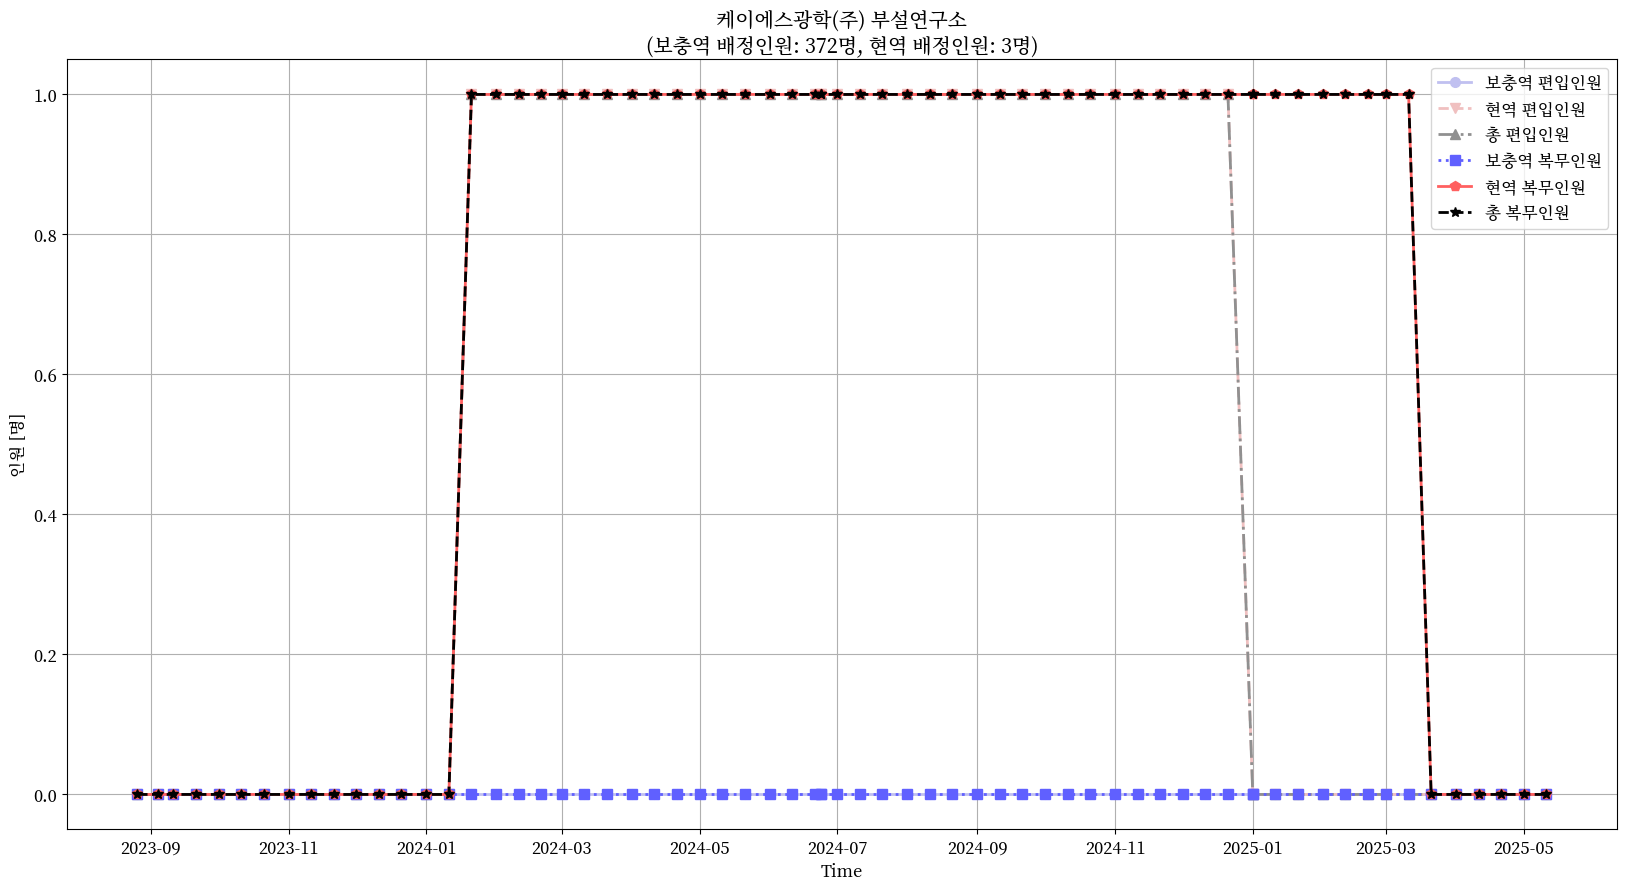 케이에스광학(주) 부설연구소
(보충역 배정인원: 372명, 현역 배정인원: 3명)
보충역 편입인원
현역 편입인원
총 편입인원
보충역 복무인원
현역 복무인원
총 복무인원
인원 [명]
1.0
0.8
0.6
0.4
0.2
0.0
2023-09
2023-11
2024-01
2024-03
2024-05
2024-07
2024-09
2024-11
2025-01
2025-03
2025-05
Time